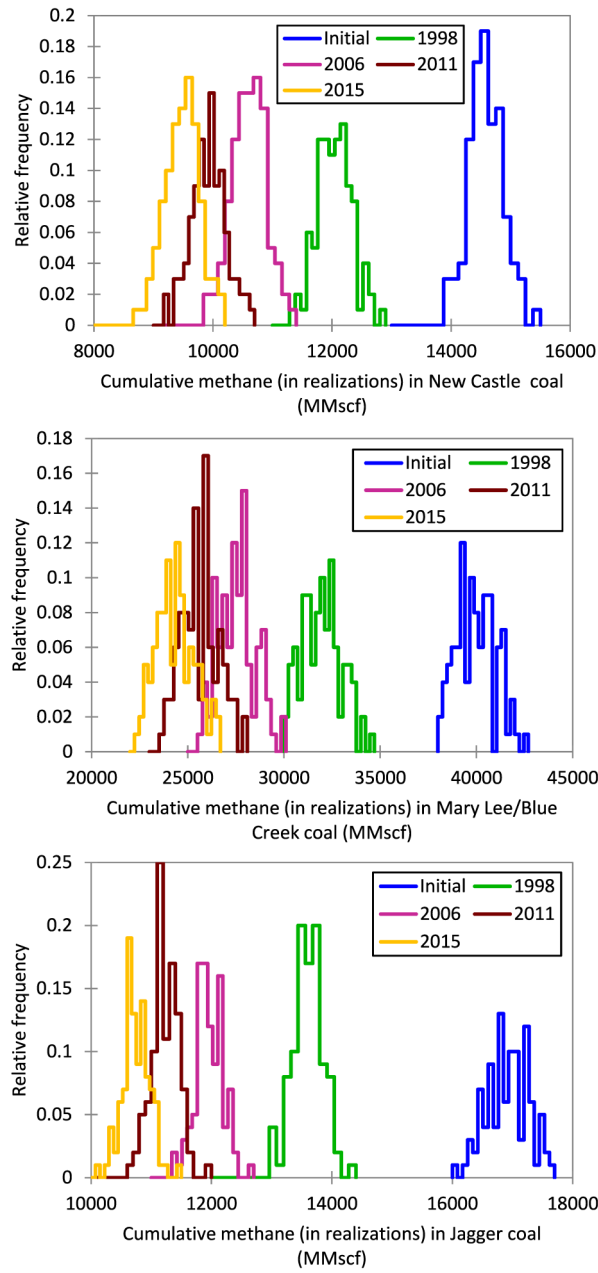 Relative frequency
0.2
0.18
0.16
0.14
0.12
0.1
0.08
0.06
0.04
0.02
0
Initial 1998
2006 2011
2015
8000 10000 12000 14000 16000
Cumulative methane (in realizations) in New Castle coal
(MMscf)
Relative frequency
0.18
0.16
0.14
0.12
0.1
0.08
0.06
0.04
0.02
0
Initial 1998
2006 2011
2015
20000 25000 30000 35000 40000 45000
Cumulative methane (in realizations) in Mary Lee/Blue
Creek coal (MMscf)
Relative frequency
0.25
0.2
0.15
0.1
0.05
0
Initial 1998
2006 2011
2015
10000 12000 14000 16000 18000
Cumulative methane (in realizations) in Jagger coal
(MMscf)